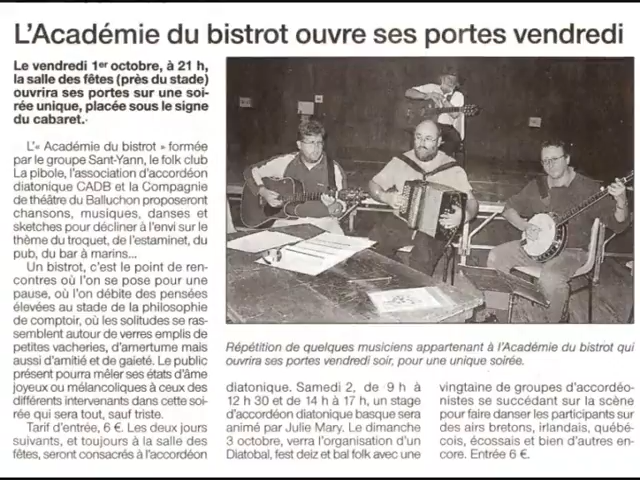 L'Académie du bistrot ouvre ses portes vendredi
Le vendredi 1er octobre, à 21 h,
la salle des fêtes (près du stade)
ouvrira ses portes sur une soi-
rée unique, placée sous le signe
du cabaret.
L'« Académie du bistrot » formée
par le groupe Sant-Yann, le folk club
La pibole, l'association d'accordéon
diatonique CADB et la Compagnie
de théâtre du Balluchon proposeront
chansons, musiques, danses et
sketches pour décliner à l'envi sur le
thème du troquet, de l'estaminet, du
pub, du bar à marins...
Un bistrot, c'est le point de ren-
contres où l'on se pose pour une
pause, où l'on débite des pensées
élevées au stade de la philosophie
de comptoir, où les solitudes se ras-
semblent autour de verres emplis de
petites vacheries, d'amertume mais
aussi d'amitié et de gaieté. Le public
présent pourra mêler ses états d'âme
joyeux ou mélancoliques à ceux des
différents intervenants dans cette soi-
rée qui sera tout, sauf triste.
Tarif d'entrée, 6 €. Les deux jours
suivants, et toujours à la salle des
fêtes, seront consacrés à l'accordéon
Répétition de quelques musiciens appartenant à l'Académie du bistrot qui
ouvrira ses portes vendredi soir, pour une unique soirée.
diatonique. Samedi 2, de 9 h à
12 h 30 et de 14 h à 17 h, un stage
d'accordéon diatonique basque sera
animé par Julie Mary. Le dimanche
3 octobre, verra l'organisation d'un
Diatobal, fest deiz et bal folk avec une
vingtaine de groupes d'accordéo-
nistes se succédant sur la scène
pour faire danser les participants sur
des airs bretons, irlandais, québé-
cois, écossais et bien d'autres en-
core. Entrée 6 €.